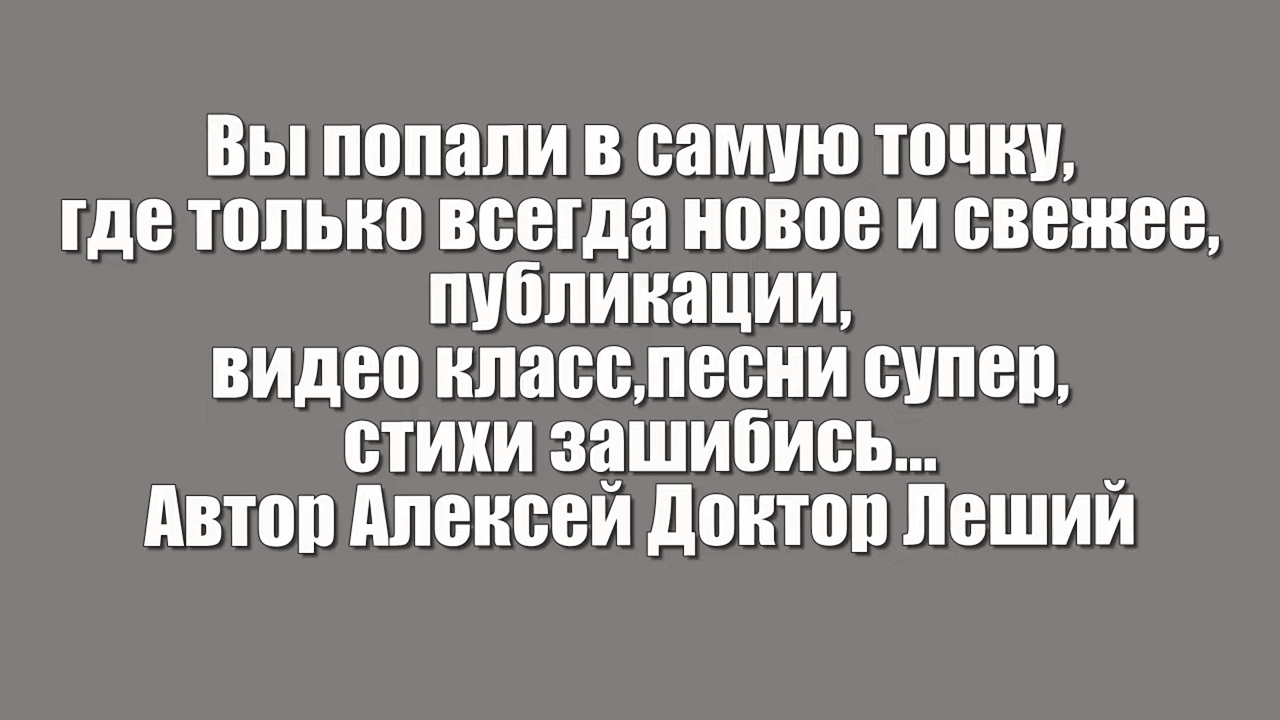 Вы попали в самую точку,
где только всегда новое и свежее,
публикации,
видео класс,песни супер,
стихи зашибись...
Автор Алексей Доктор Леший